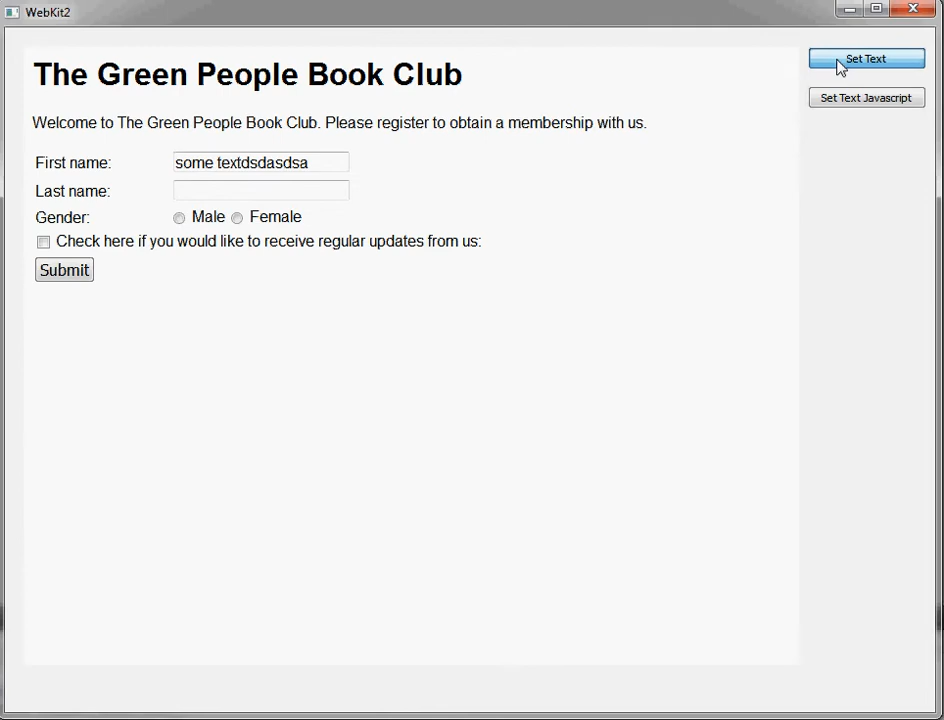 WebKit2
Set Text
Set Text Javascript
The Green People Book Club
Welcome to The Green People Book Club. Please register to obtain a membership with us.
First name: some textdsdasdsa
Last name:
Gender: Male Female
Check here if you would like to receive regular updates from us:
Submit